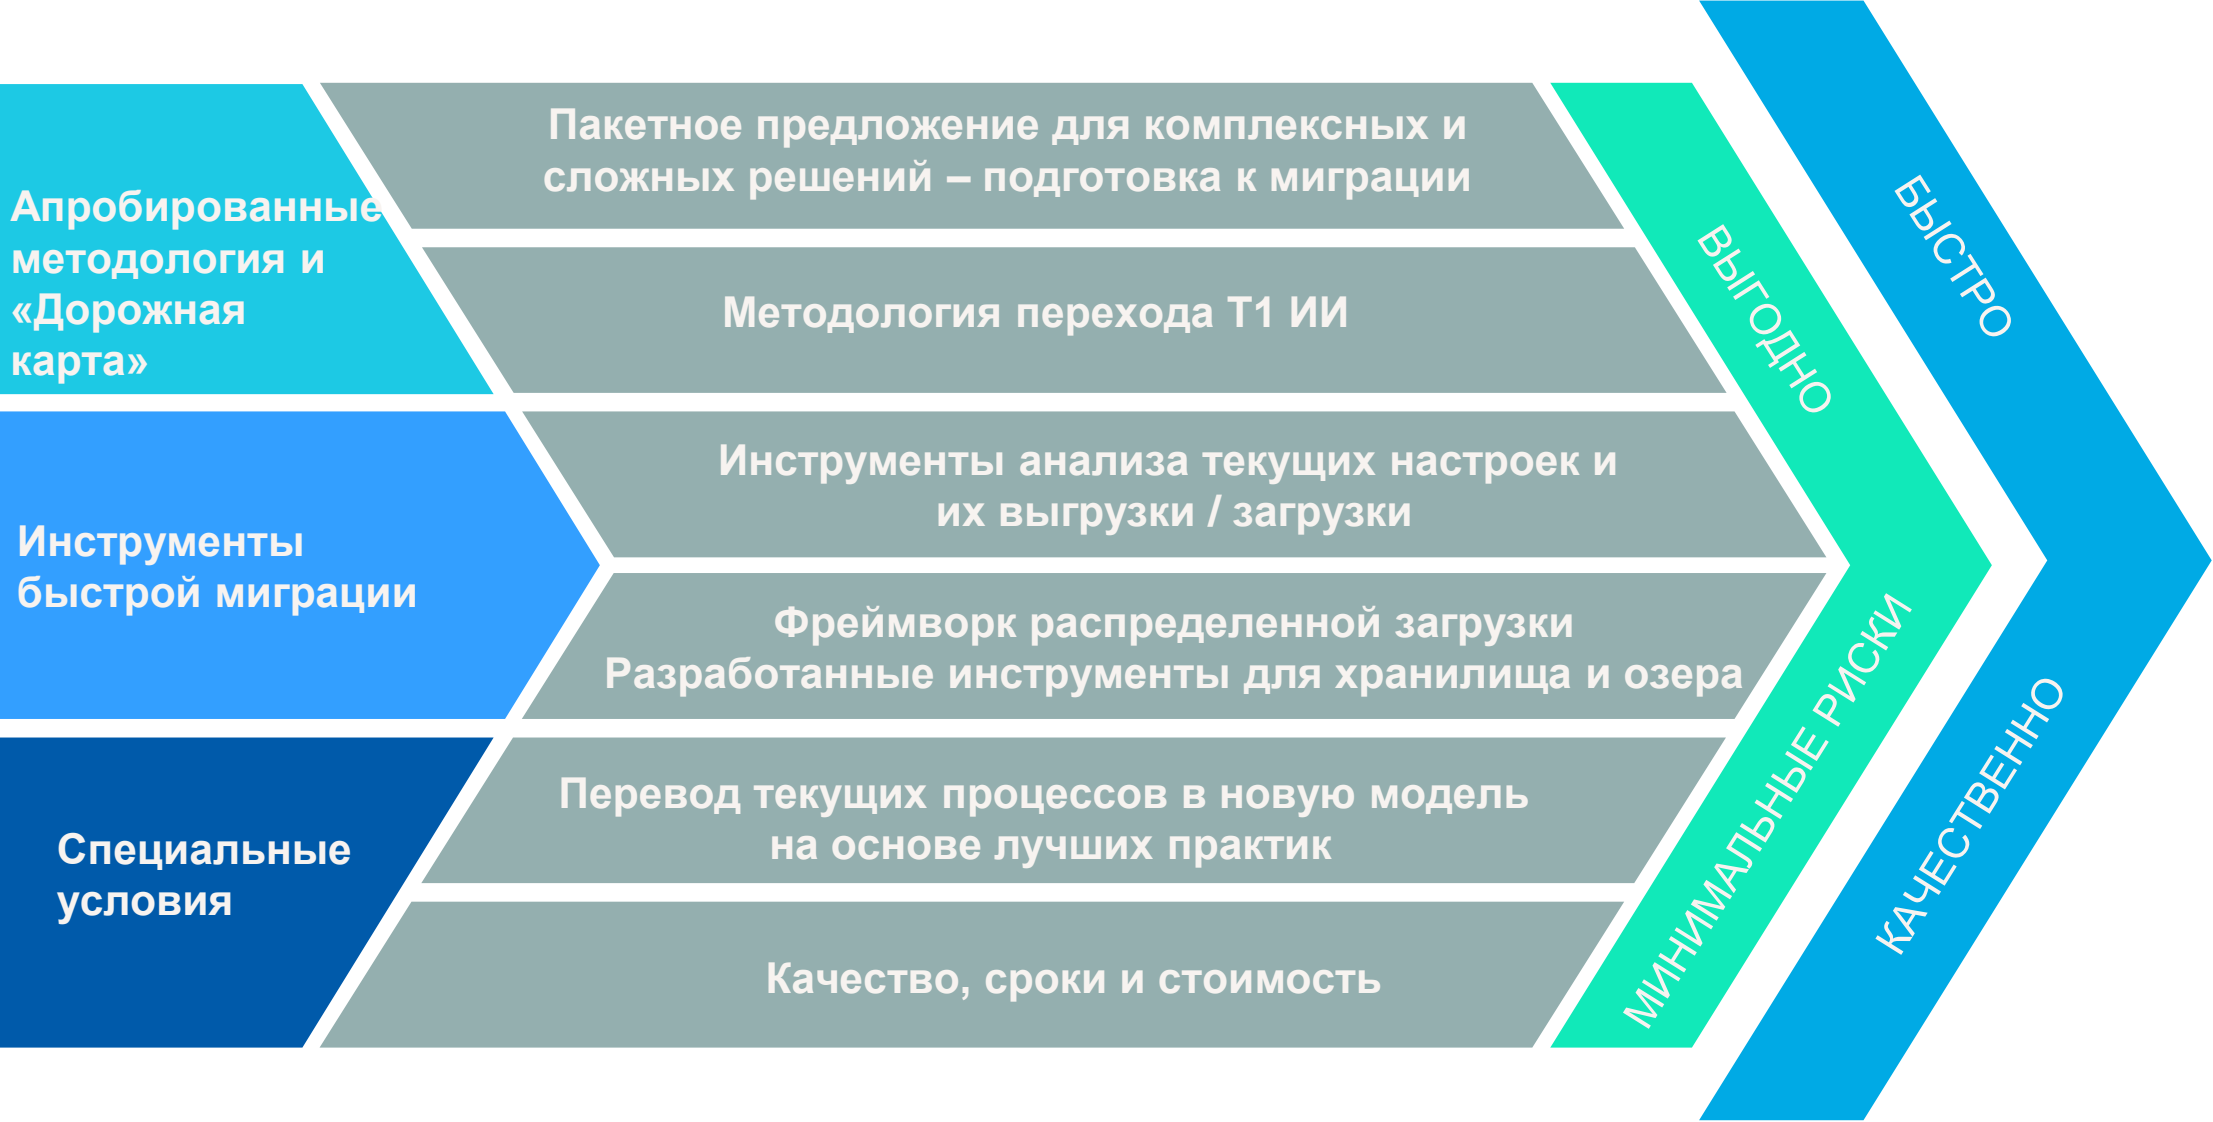 Апробированные
методология и
«Дорожная
карта»
Пакетное предложение для комплексных и
сложных решений – подготовка к миграции
Методология перехода Т1 ИИ
Инструменты
быстрой миграции
Инструменты анализа текущих настроек и
их выгрузки / загрузки
Фреймворк распределенной загрузки
Разработанные инструменты для хранилища и озера
Специальные
условия
Перевод текущих процессов в новую модель
на основе лучших практик
Качество, сроки и стоимость
ВЫГОДНО
МИНИМАЛЬНЫЕ РИСКИ
БЫСТРО
КАЧЕСТВЕННО